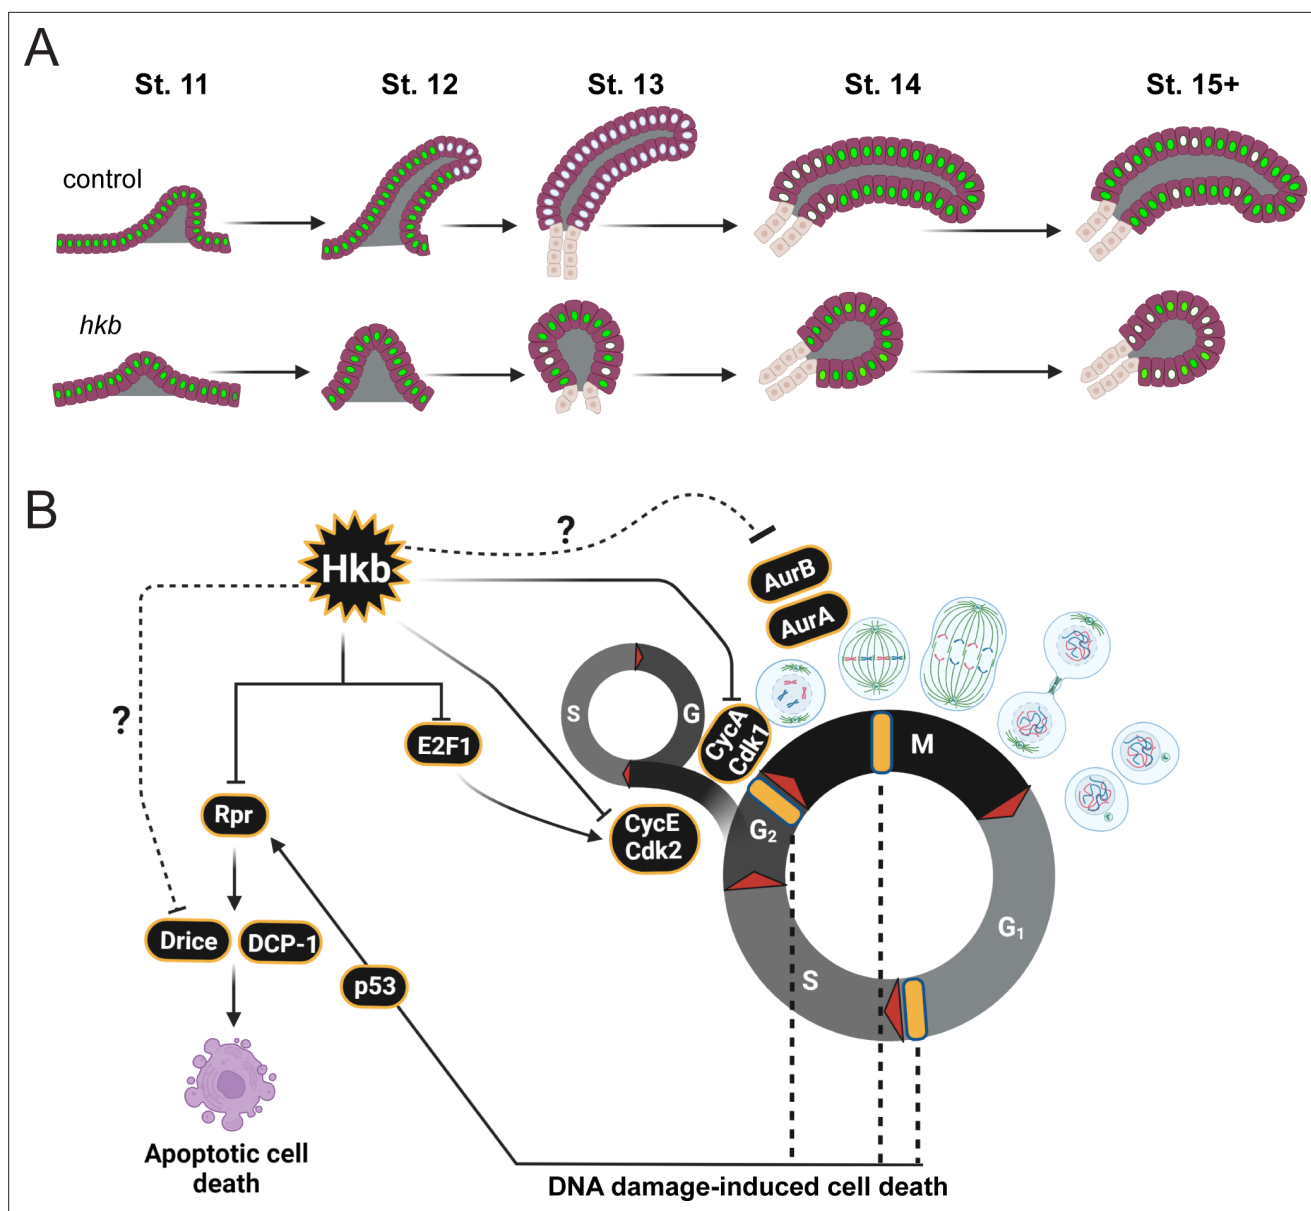 A
St. 11
St. 12
St. 13
St. 14
St. 15+
control
hkb
B
?
Hkb
AurB
AurA
?
S
G
CycA
Cdk1
M
E2F1
Rpr
CycE
Cdk2
G2
G1
S
Drice
DCP-1
p53
Apoptotic cell
death
DNA damage-induced cell death